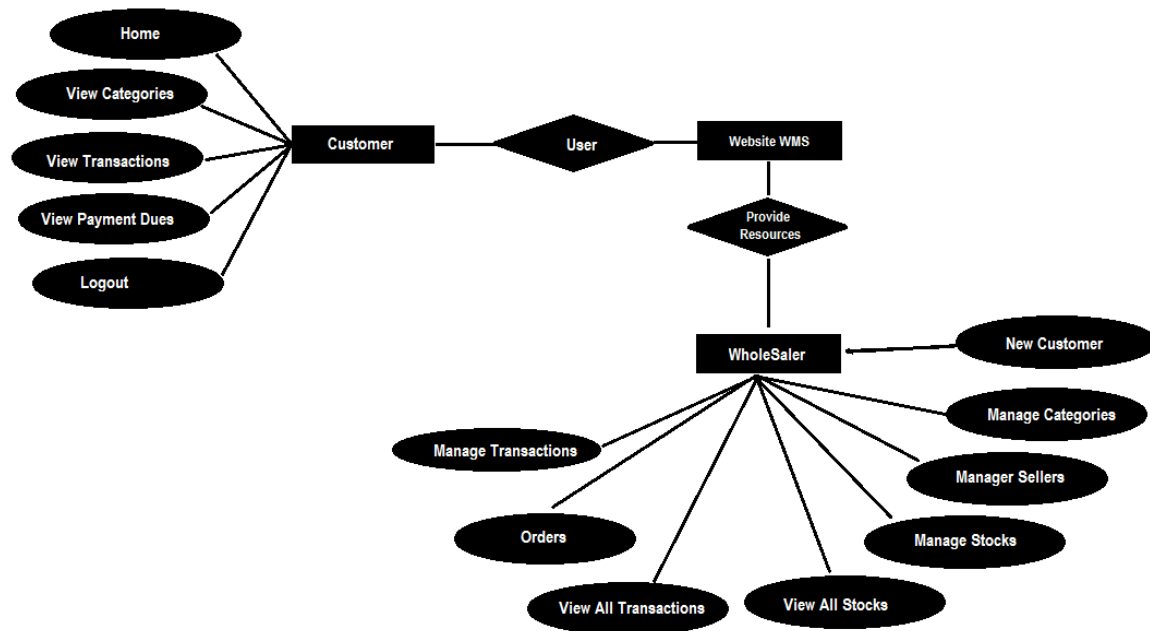 Home
View Categories
View Transactions
View Payment Dues
Logout
Customer
User
Website WMS
Provide
Resources
WholeSaler
New Customer
Manage Categories
Manager Sellers
Manage Stocks
View All Stocks
View All Transactions
Orders
Manage Transactions